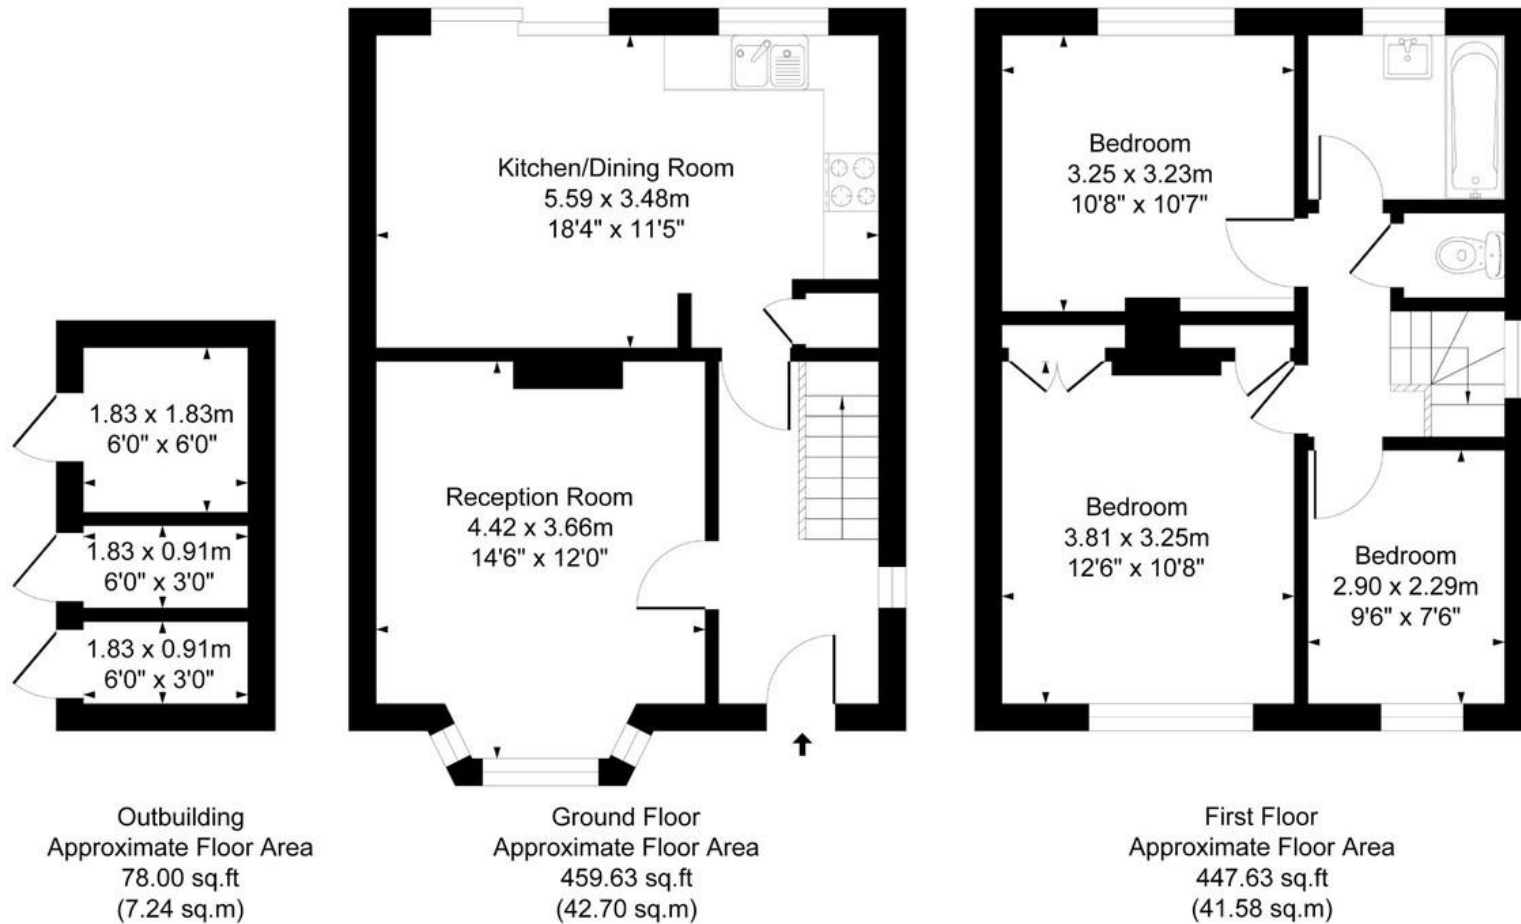 Kitchen/Dining Room
5.59 x 3.48m
18'4" x 11'5"
Bedroom
3.25 x 3.23m
10'8" x 10'7"
1.83 x 1.83m
6'0" x 6'0"
1.83 x 0.91m
6'0" x 3'0"
1.83 x 0.91m
6'0" x 3'0"
Reception Room
4.42 x 3.66m
14'6" x 12'0"
Bedroom
3.81 x 3.25m
12'6" x 10'8"
Bedroom
2.90 x 2.29m
9'6" x 7'6"
Outbuilding
Approximate Floor Area
78.00 sq.ft
(7.24 sq.m)
Ground Floor
Approximate Floor Area
459.63 sq.ft
(42.70 sq.m)
First Floor
Approximate Floor Area
447.63 sq.ft
(41.58 sq.m)